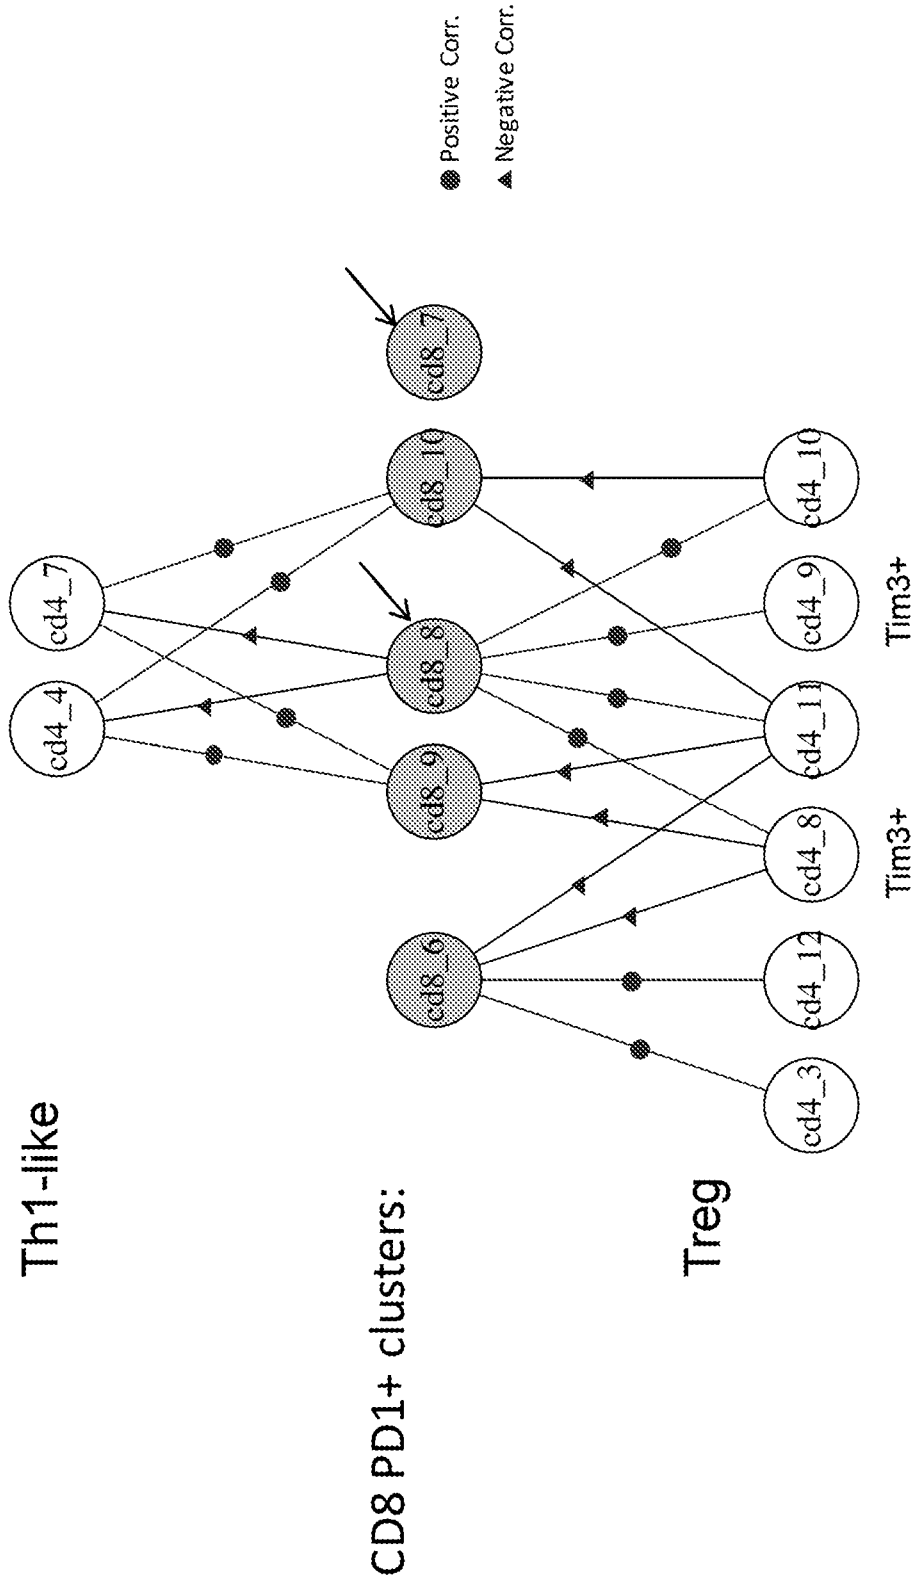 Th1-like
cd4_4
cd4_7
CD8 PD1+ clusters:
cd8_6
cd8_9
cd8_8
cd8_10
cd8_7
Positive Corr.
Negative Corr.
Treg
cd4_3
cd4_12
cd4_8
cd4_11
cd4_9
cd4_10
Tim3+
Tim3+